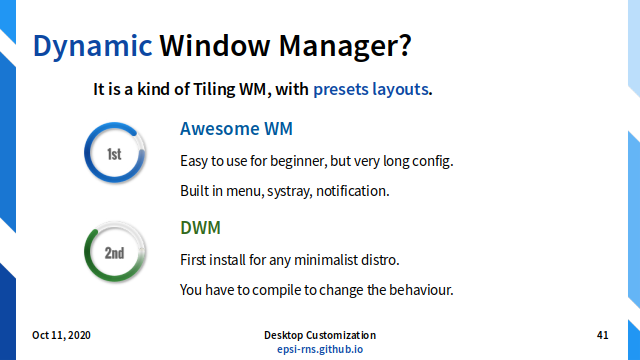 Dynamic Window Manager?
It is a kind of Tiling WM, with presets layouts.
1st
Awesome WM
Easy to use for beginner, but very long config.
Built in menu, systray, notification.
2nd
DWM
First install for any minimalist distro.
You have to compile to change the behaviour.
Oct 11, 2020
Desktop Customization
41
epsi-rns.github.io